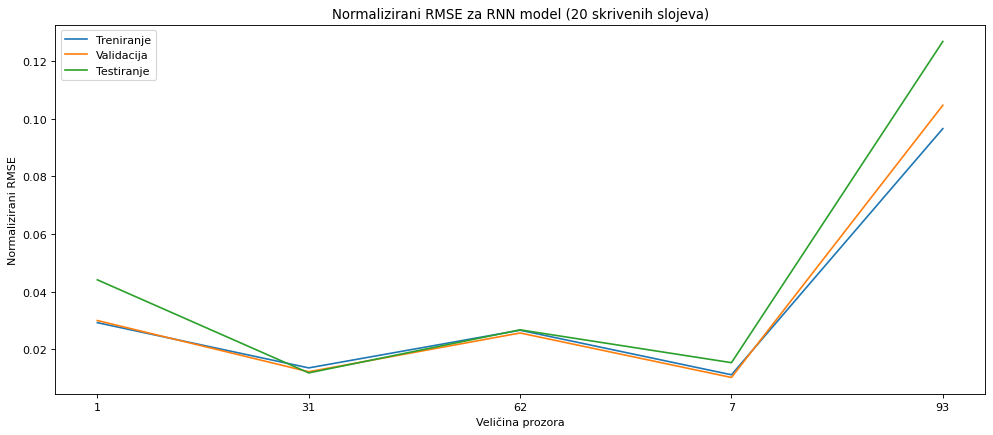 Normalizirani RMSE za RNN model (20 skrivenih slojeva)
Treniranje
Validacija
Testiranje
Normalizirani RMSE
0.12
0.10
0.08
0.06
0.04
0.02
1 31 62 7 93
Veličina prozora